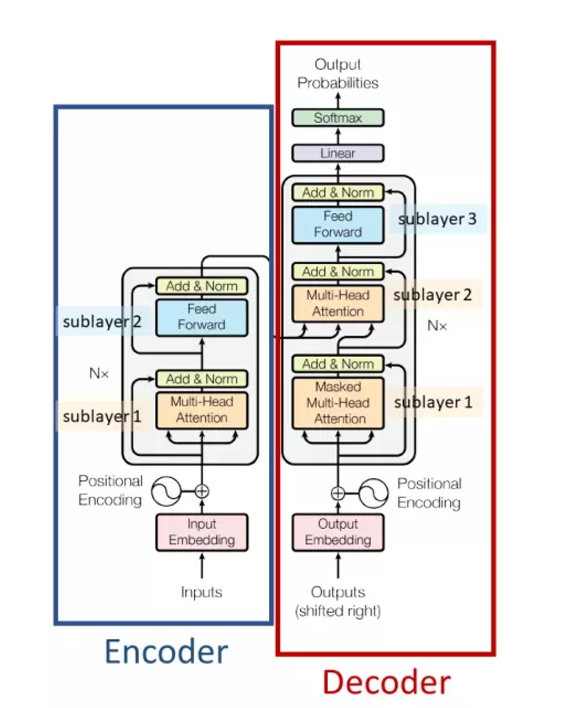 Output
Probabilities
Softmax
Linear
Add & Norm
Feed
Forward
sublayer 3
Add & Norm
Multi-Head
Attention
sublayer 2
N×
Add & Norm
Masked
Multi-Head
Attention
sublayer 1
Positional
Encoding
Output
Embedding
Outputs
(shifted right)
Decoder
Add & Norm
Feed
Forward
sublayer 2
N×
Add & Norm
Multi-Head
Attention
sublayer 1
Positional
Encoding
Input
Embedding
Inputs
Encoder